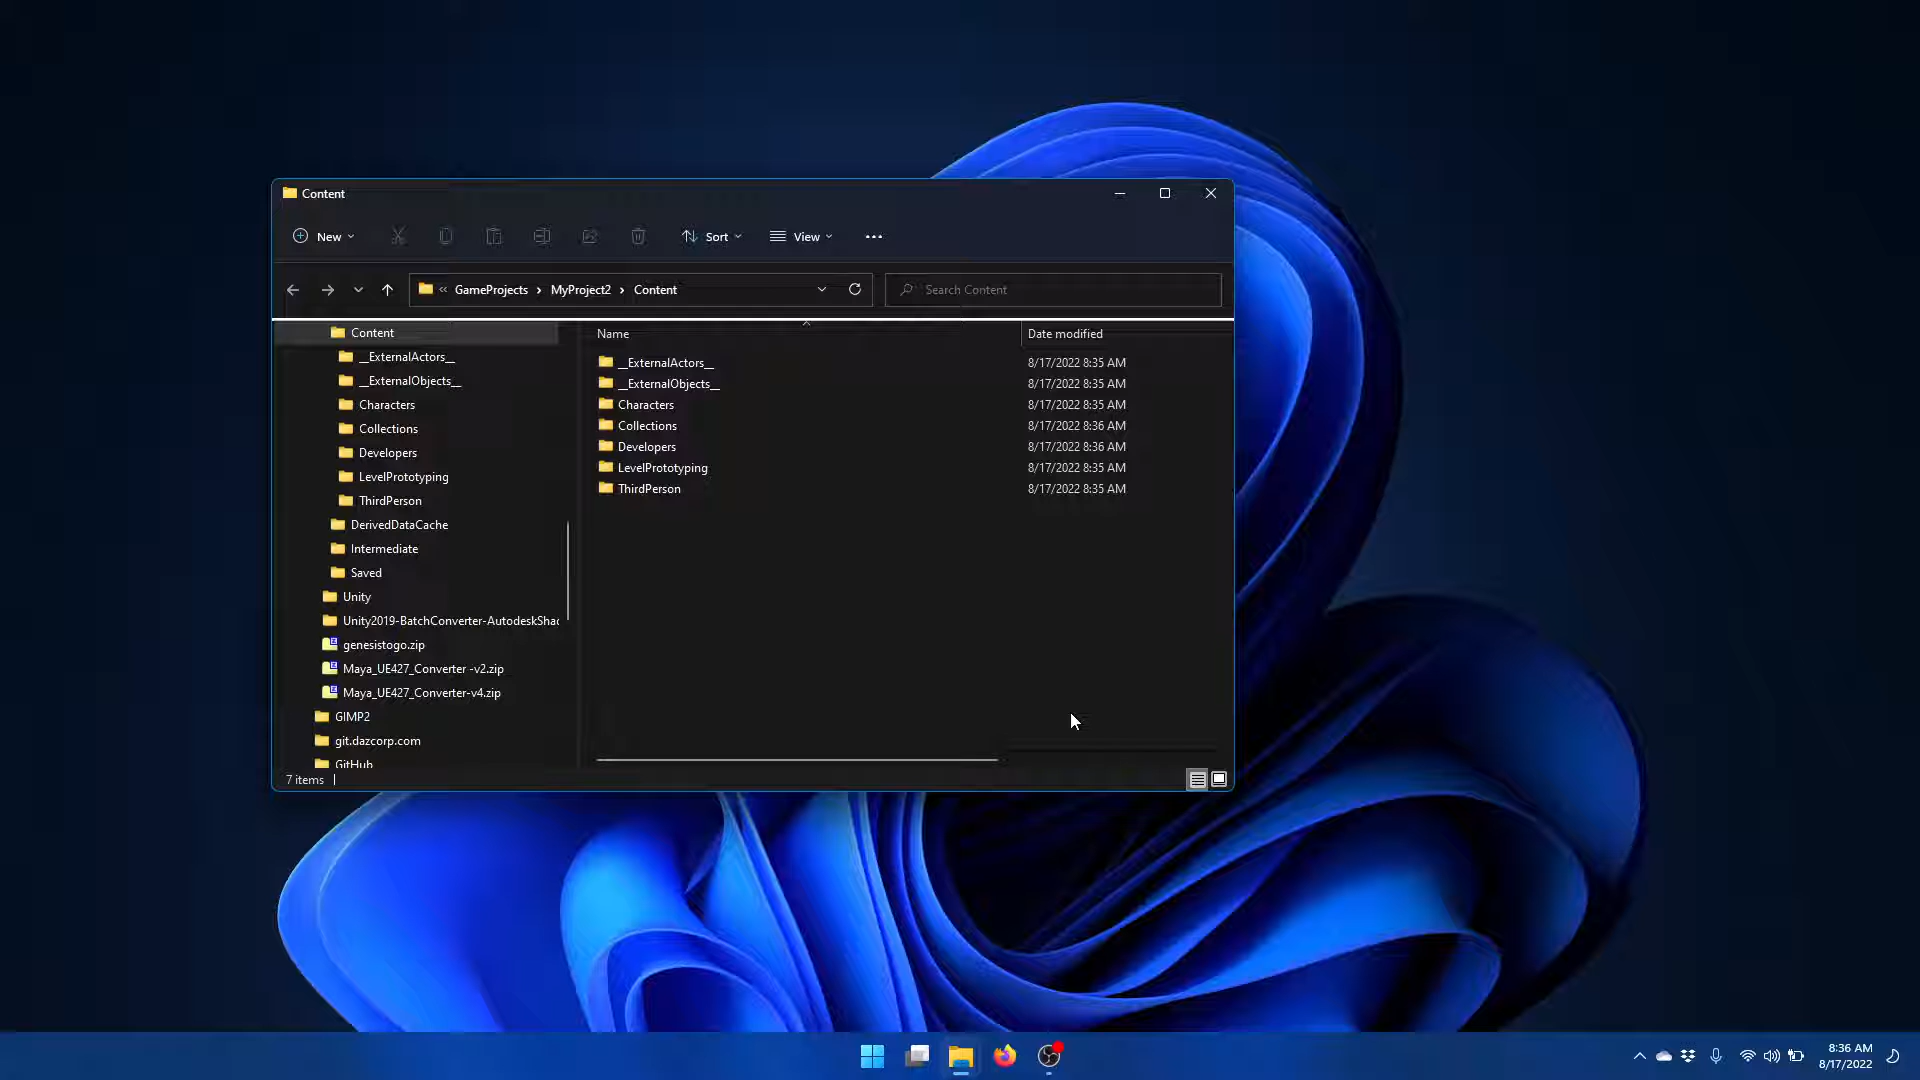 Content
New
Sort
View
GameProjects
MyProject2
Content
Search Content
Content
__ExternalActors__
__ExternalObjects__
Characters
Collections
Developers
LevelPrototyping
ThirdPerson
DerivedDataCache
Intermediate
Saved
Unity
Unity2019-BatchConverter-AutodeskShac
genesistogo.zip
Maya_UE427_Converter -v2.zip
Maya_UE427_Converter-v4.zip
GIMP2
git.dazcorp.com
GitHub
Name
Date modified
__ExternalActors__ 8/17/2022 8:35 AM
__ExternalObjects__ 8/17/2022 8:35 AM
Characters 8/17/2022 8:35 AM
Collections 8/17/2022 8:36 AM
Developers 8/17/2022 8:36 AM
LevelPrototyping 8/17/2022 8:35 AM
ThirdPerson 8/17/2022 8:35 AM
7 items
8:36 AM
8/17/2022